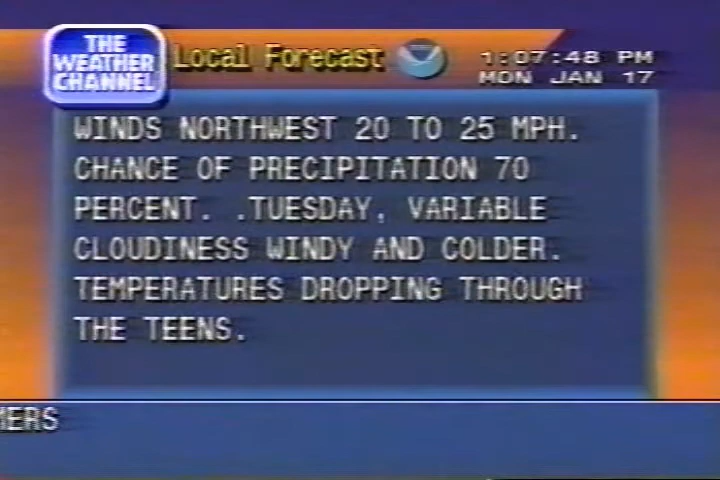 THE
WEATHER
CHANNEL
Local Forecast
1:07:48 PM
MON JAN 17
WINDS NORTHWEST 20 TO 25 MPH.
CHANCE OF PRECIPITATION 70
PERCENT. .TUESDAY, VARIABLE
CLOUDINESS WINDY AND COLDER.
TEMPERATURES DROPPING THROUGH
THE TEENS.
MERS